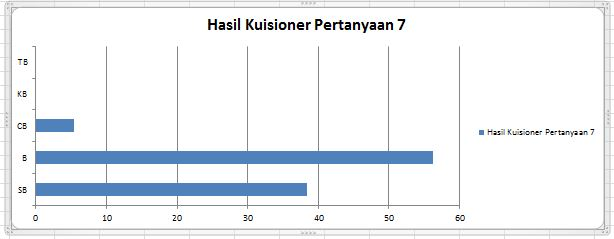 Hasil Kuisioner Pertanyaan 7
TB
KB
CB
B
SB
0 10 20 30 40 50 60
Hasil Kuisioner Pertanyaan 7